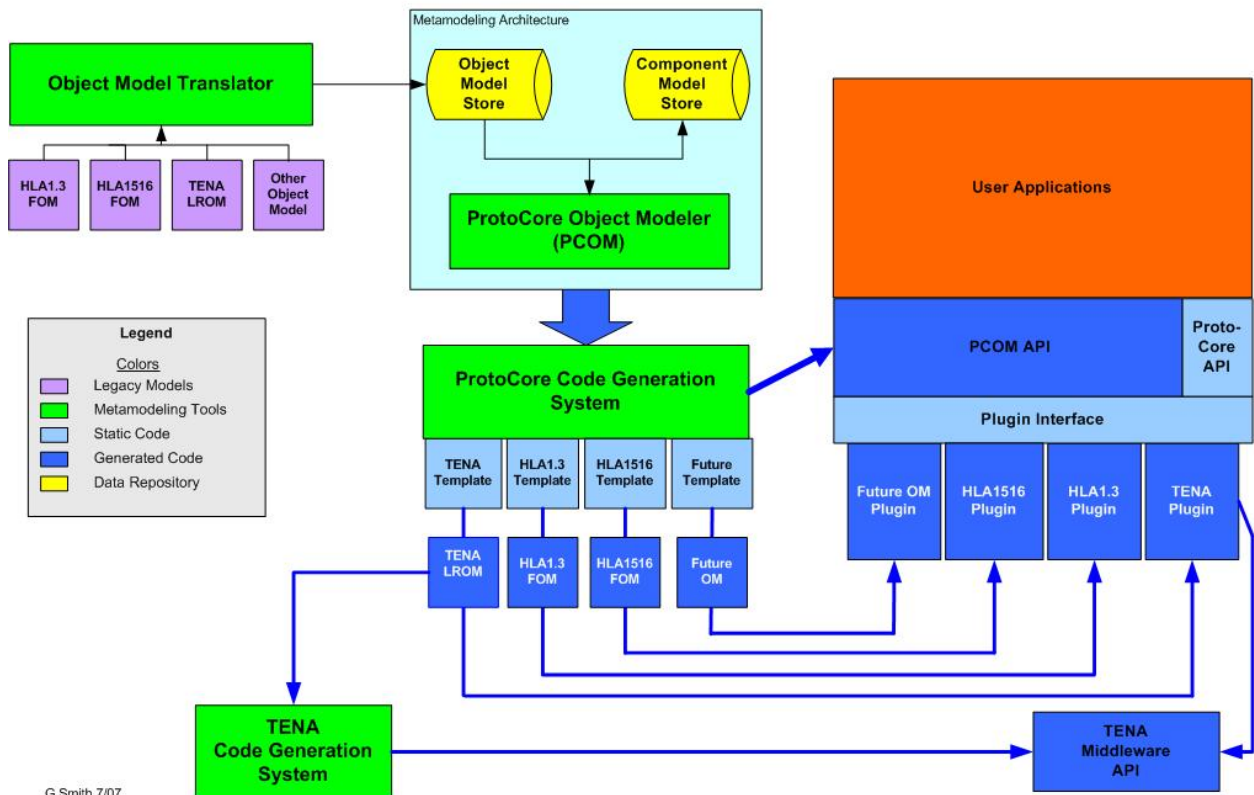 Metamodeling Architecture
Object Model Translator
Object
Model
Store
Component
Model
Store
HLA1.3
FOM
HLA1516
FOM
TENA
LROM
Other
Object
Model
ProtoCore Object Modeler
(PCOM)
User Applications
Legend
Colors
Legacy Models
Metamodeling Tools
Static Code
Generated Code
Data Repository
ProtoCore Code Generation
System
PCOM API
Proto-
Core
API
Plugin Interface
TENA
Template
HLA1.3
Template
HLA1516
Template
Future
Template
Future OM
Plugin
HLA1516
Plugin
HLA1.3
Plugin
TENA
Plugin
TENA
LROM
HLA1.3
FOM
HLA1516
FOM
Future
OM
TENA
Code Generation
System
TENA
Middleware
API
G Smith 7/07